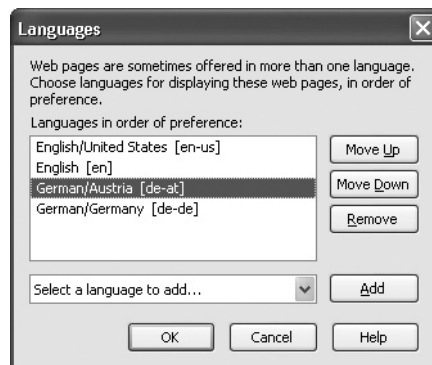 Languages
Web pages are sometimes offered in more than one language.
Choose languages for displaying these web pages, in order of
preference.
Languages in order of preference:
English/United States [en-us]
English [en]
German/Austria [de-at]
German/Germany [de-de]
Move Up
Move Down
Remove
Select a language to add...
Add
OK
Cancel
Help